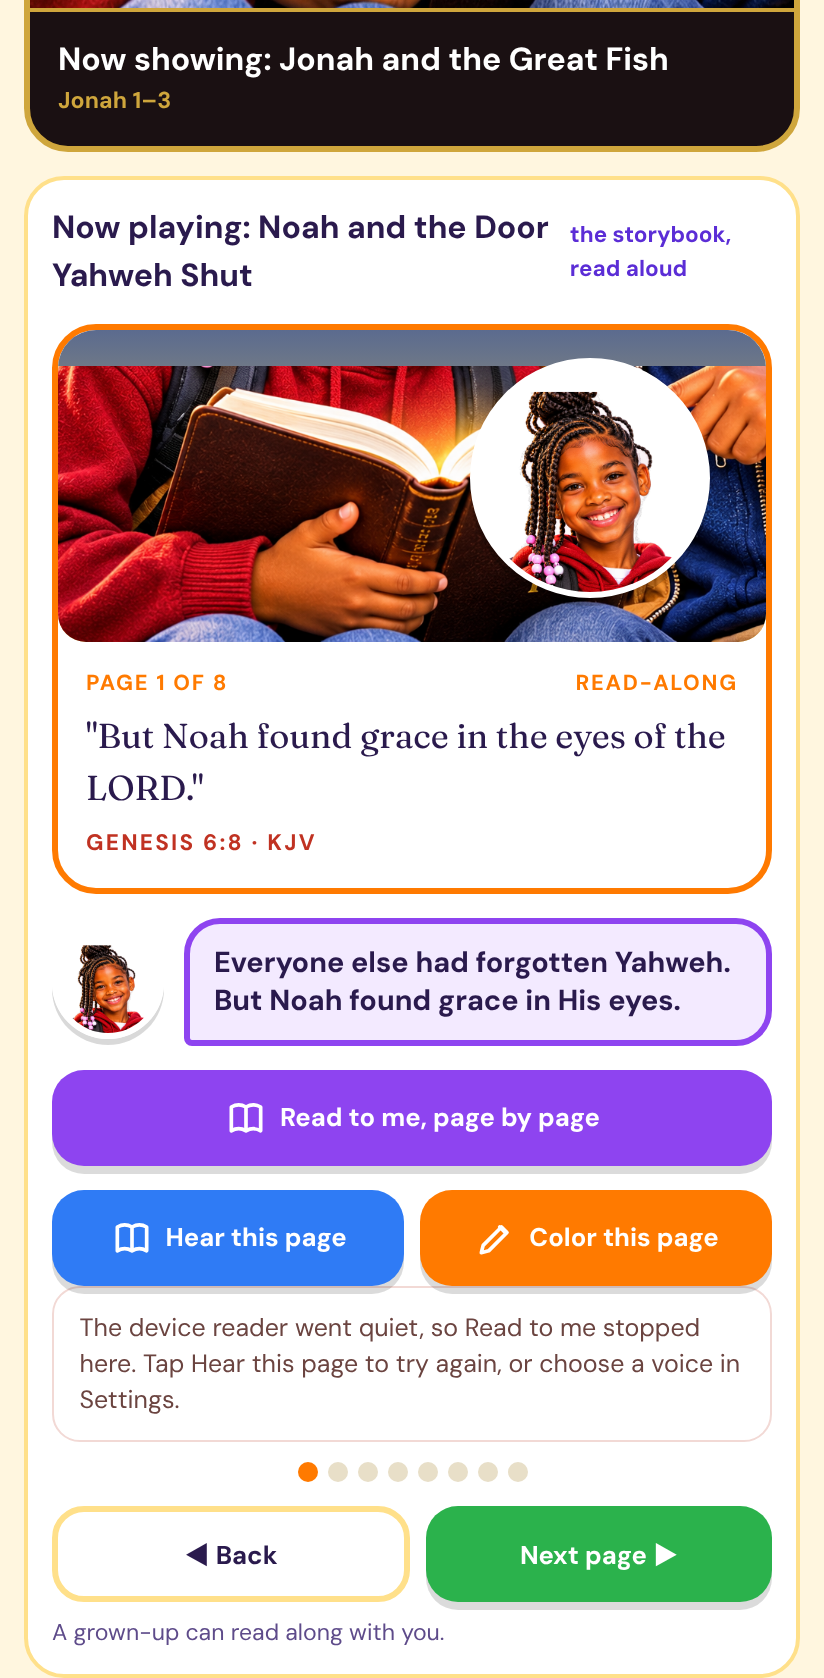 Now showing: Jonah and the Great Fish
Jonah 1–3
Now playing: Noah and the Door
Yahweh Shut
the storybook,
read aloud
PAGE 1 OF 8
READ-ALONG
"But Noah found grace in the eyes of the
LORD."
GENESIS 6:8 · KJV
Everyone else had forgotten Yahweh.
But Noah found grace in His eyes.
Read to me, page by page
Hear this page
Color this page
The device reader went quiet, so Read to me stopped
here. Tap Hear this page to try again, or choose a voice in
Settings.
◀ Back
Next page ▶
A grown-up can read along with you.